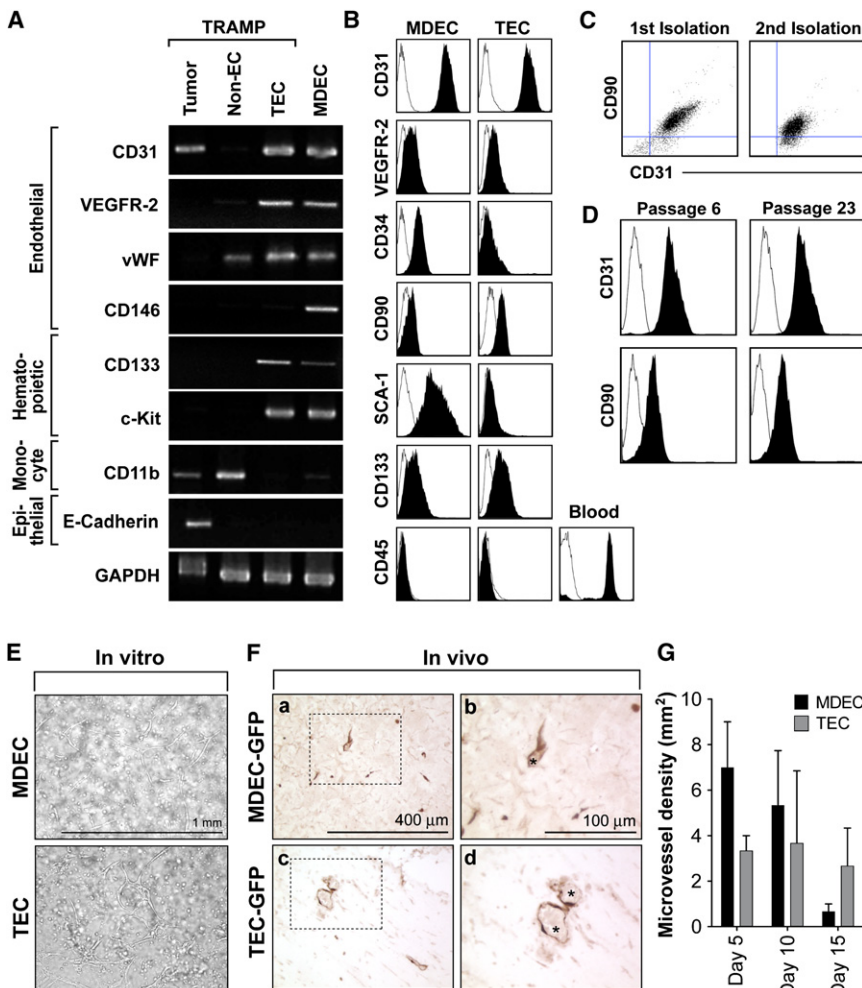 A
TRAMP
Tumor
Non-EC
TEC
MDEC
Endothelial
CD31
VEGFR-2
vWF
CD146
Hemato-
poietic
CD133
c-Kit
Mono-
cyte
CD11b
Epi-
thelial
E-Cadherin
GAPDH
B
MDEC
TEC
CD31
VEGFR-2
CD34
CD90
SCA-1
CD133
CD45
Blood
C
1st Isolation
2nd Isolation
CD90
CD31
D
Passage 6
Passage 23
CD31
CD90
E
In vitro
MDEC
1 mm
TEC
F
In vivo
MDEC-GFP
a
400 μm
b
*
100 μm
TEC-GFP
c
d
*
*
G
Microvessel density (mm²)
10
8
6
4
2
0
MDEC
TEC
Day 5
Day 10
Day 15